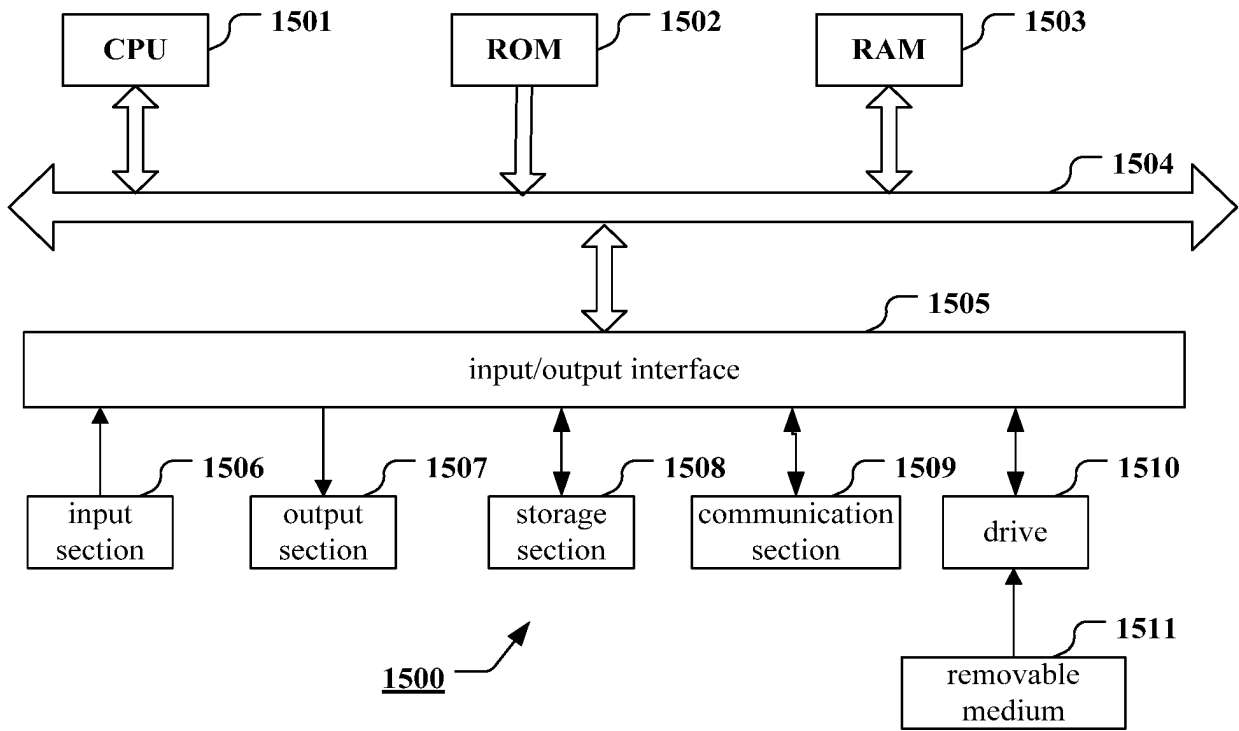 CPU
1501
ROM
1502
RAM
1503
1504
1505
input/output interface
1506
1507
1508
1509
1510
input
section
output
section
storage
section
communication
section
drive
1511
removable
medium
1500